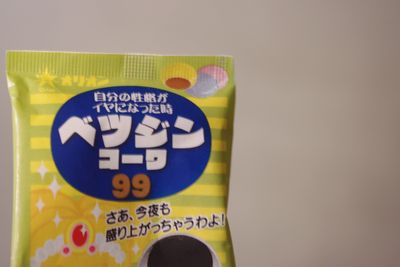 オリオン
自分の性格が
イヤになった時
ベツジン
コーワ
99
さあ、今夜も
盛り上がっちゃうわよ!